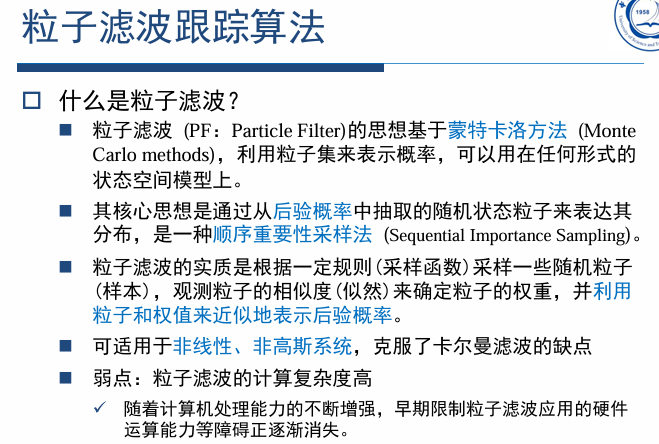 粒子滤波跟踪算法
1958
什么是粒子滤波？
粒子滤波 (PF：Particle Filter)的思想基于蒙特卡洛方法 (Monte
Carlo methods)，利用粒子集来表示概率，可以用在任何形式的
状态空间模型上。
其核心思想是通过从后验概率中抽取的随机状态粒子来表达其
分布，是一种顺序重要性采样法 (Sequential Importance Sampling)。
粒子滤波的实质是根据一定规则(采样函数)采样一些随机粒子
(样本)，观测粒子的相似度(似然)来确定粒子的权重，并利用
粒子和权值来近似地表示后验概率。
可适用于非线性、非高斯系统，克服了卡尔曼滤波的缺点
弱点：粒子滤波的计算复杂度高
随着计算机处理能力的不断增强，早期限制粒子滤波应用的硬件
运算能力等障碍正逐渐消失。